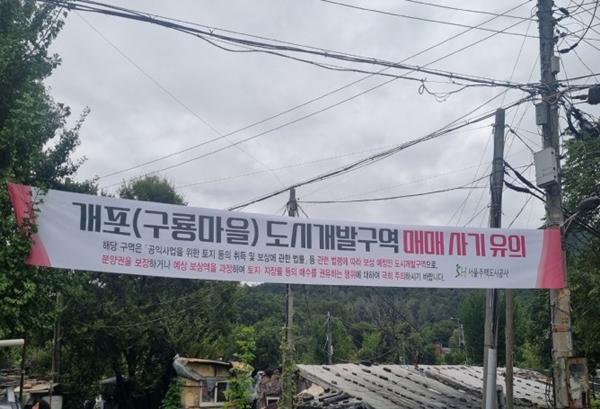 개포(구룡마을) 도시개발구역 매매 사기 유의
해당 구역은 「공익사업을 위한 토지 등의 취득 및 보상에 관한 법률」 등 관련 법령에 따라 보상 예정인 도시개발구역으로,
분양권을 보장하거나 예상 보상액을 과장하여 토지·지장물 등의 매수를 권유하는 행위에 대하여 극히 주의하시기 바랍니다.
SH 서울주택도시공사